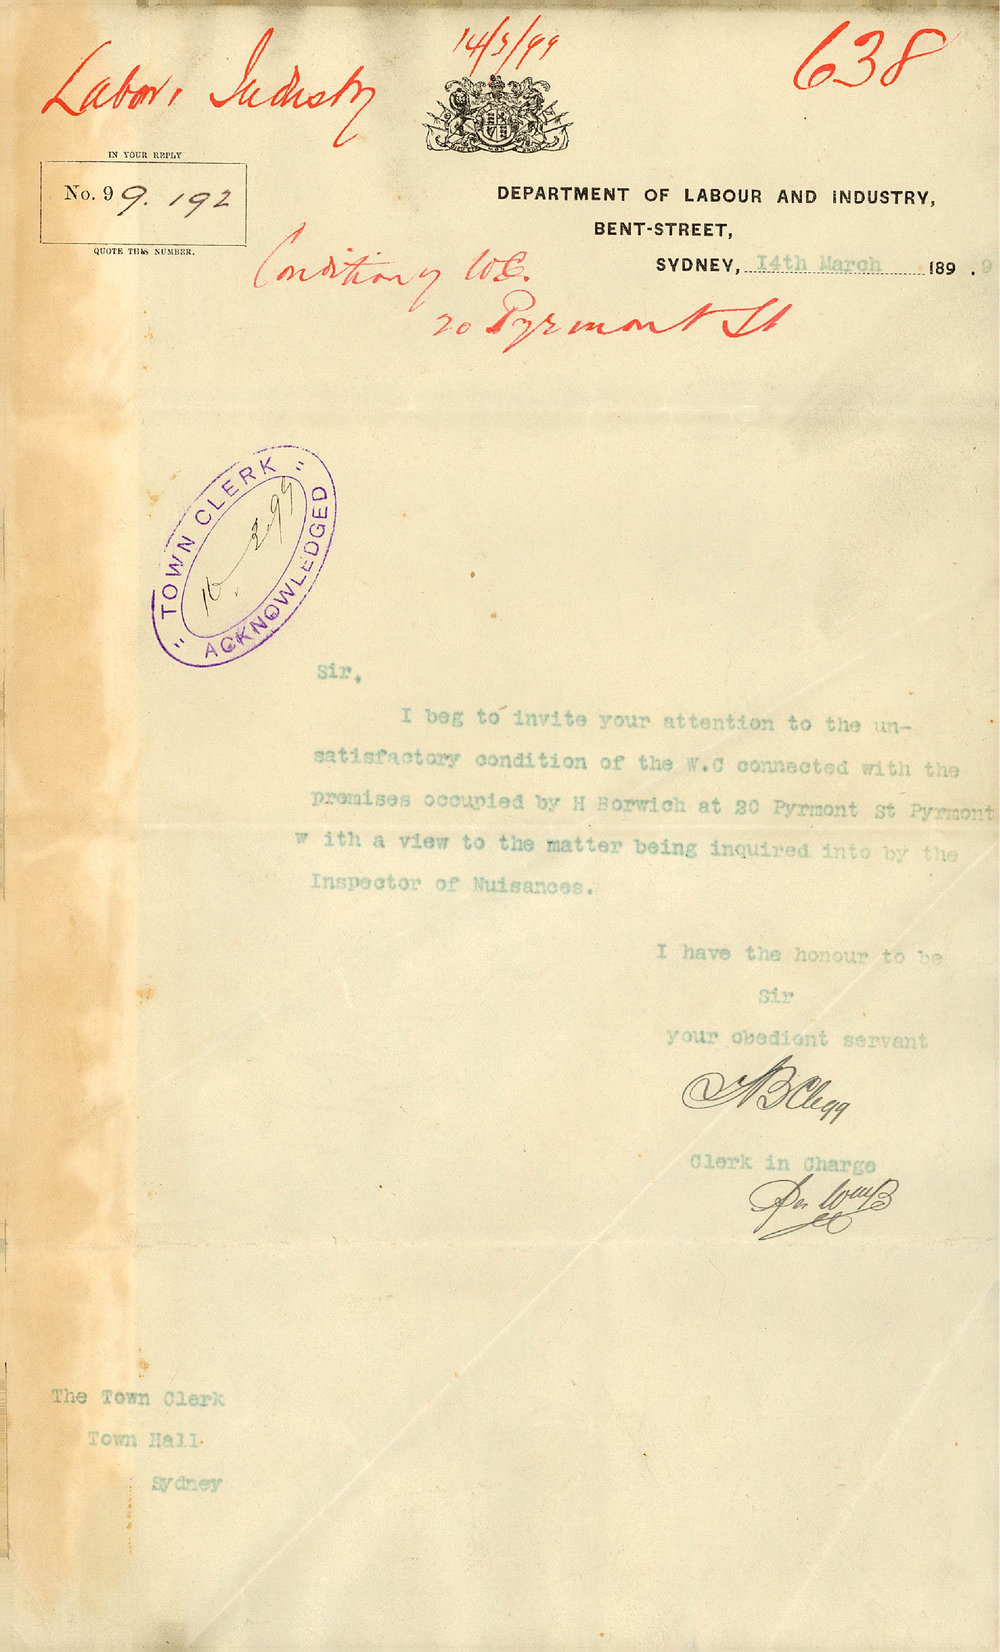 14/3/99
638
Labor, Industry
IN YOUR REPLY
No. 99.192
QUOTE THIS NUMBER.
DEPARTMENT OF LABOUR AND INDUSTRY,
BENT-STREET,
SYDNEY, 14th March 189 . 9
Condition of W.C.
20 Pyrmont St
"TOWN CLERK"
ACKNOWLEDGED
Sir,
I beg to invite your attention to the un-
satisfactory condition of the W.C connected with the
premises occupied by H Borwich at 20 Pyrmont St Pyrmont
w ith a view to the matter being inquired into by the
Inspector of Nuisances.
I have the honour to be
Sir
your obedient servant
Clegg
Clerk in Charge
The Town Clerk
Town Hall
Sydney